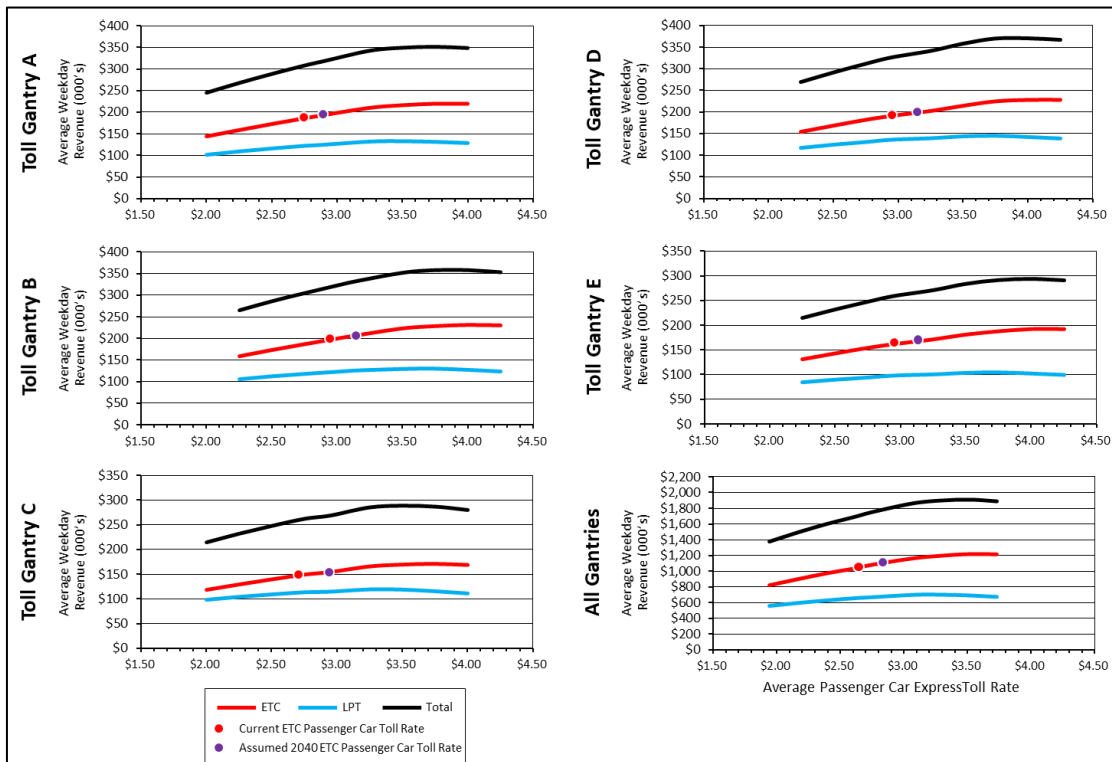 Toll Gantry A
Average Weekday
Revenue (000's)
$400
$350
$300
$250
$200
$150
$100
$50
$0
$1.50 $2.00 $2.50 $3.00 $3.50 $4.00 $4.50
Toll Gantry D
Average Weekday
Revenue (000's)
$400
$350
$300
$250
$200
$150
$100
$50
$0
$1.50 $2.00 $2.50 $3.00 $3.50 $4.00 $4.50
Toll Gantry B
Average Weekday
Revenue (000's)
$400
$350
$300
$250
$200
$150
$100
$50
$0
$1.50 $2.00 $2.50 $3.00 $3.50 $4.00 $4.50
Toll Gantry E
Average Weekday
Revenue (000's)
$350
$300
$250
$200
$150
$100
$50
$0
$1.50 $2.00 $2.50 $3.00 $3.50 $4.00 $4.50
Toll Gantry C
Average Weekday
Revenue (000's)
$350
$300
$250
$200
$150
$100
$50
$0
$1.50 $2.00 $2.50 $3.00 $3.50 $4.00 $4.50
All Gantries
Average Weekday
Revenue (000's)
$2,200
$2,000
$1,800
$1,600
$1,400
$1,200
$1,000
$800
$600
$400
$200
$0
$1.50 $2.00 $2.50 $3.00 $3.50 $4.00 $4.50
Average Passenger Car ExpressToll Rate
ETC LPT Total
Current ETC Passenger Car Toll Rate
Assumed 2040 ETC Passenger Car Toll Rate